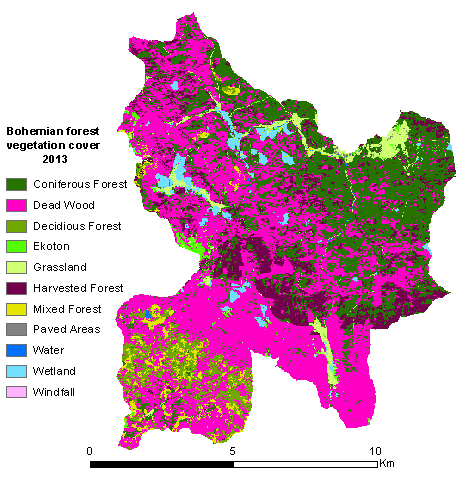 Bohemian forest
vegetation cover
2013
Coniferous Forest
Dead Wood
Decidious Forest
Ekoton
Grassland
Harvested Forest
Mixed Forest
Paved Areas
Water
Wetland
Windfall
0 5 10
Km